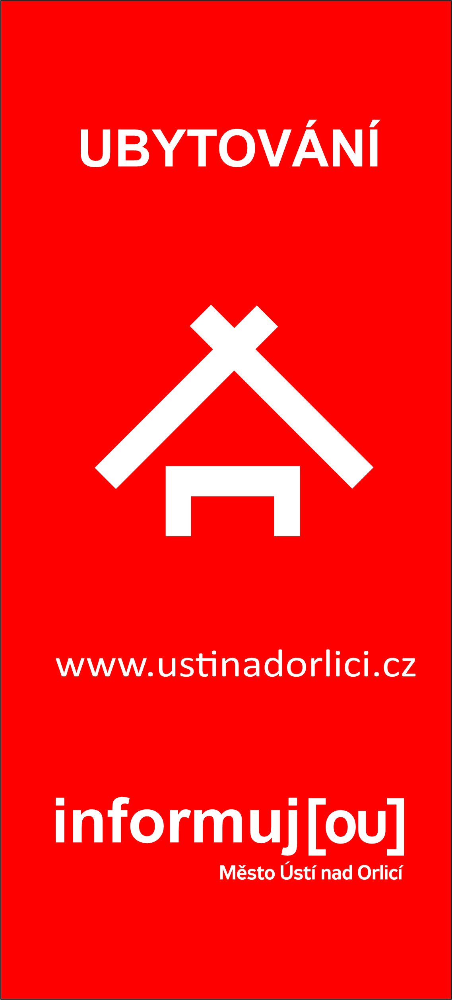 UBYTOVÁNÍ
www.ustinadorlici.cz
informuj[ou]
Město Ústí nad Orlicí